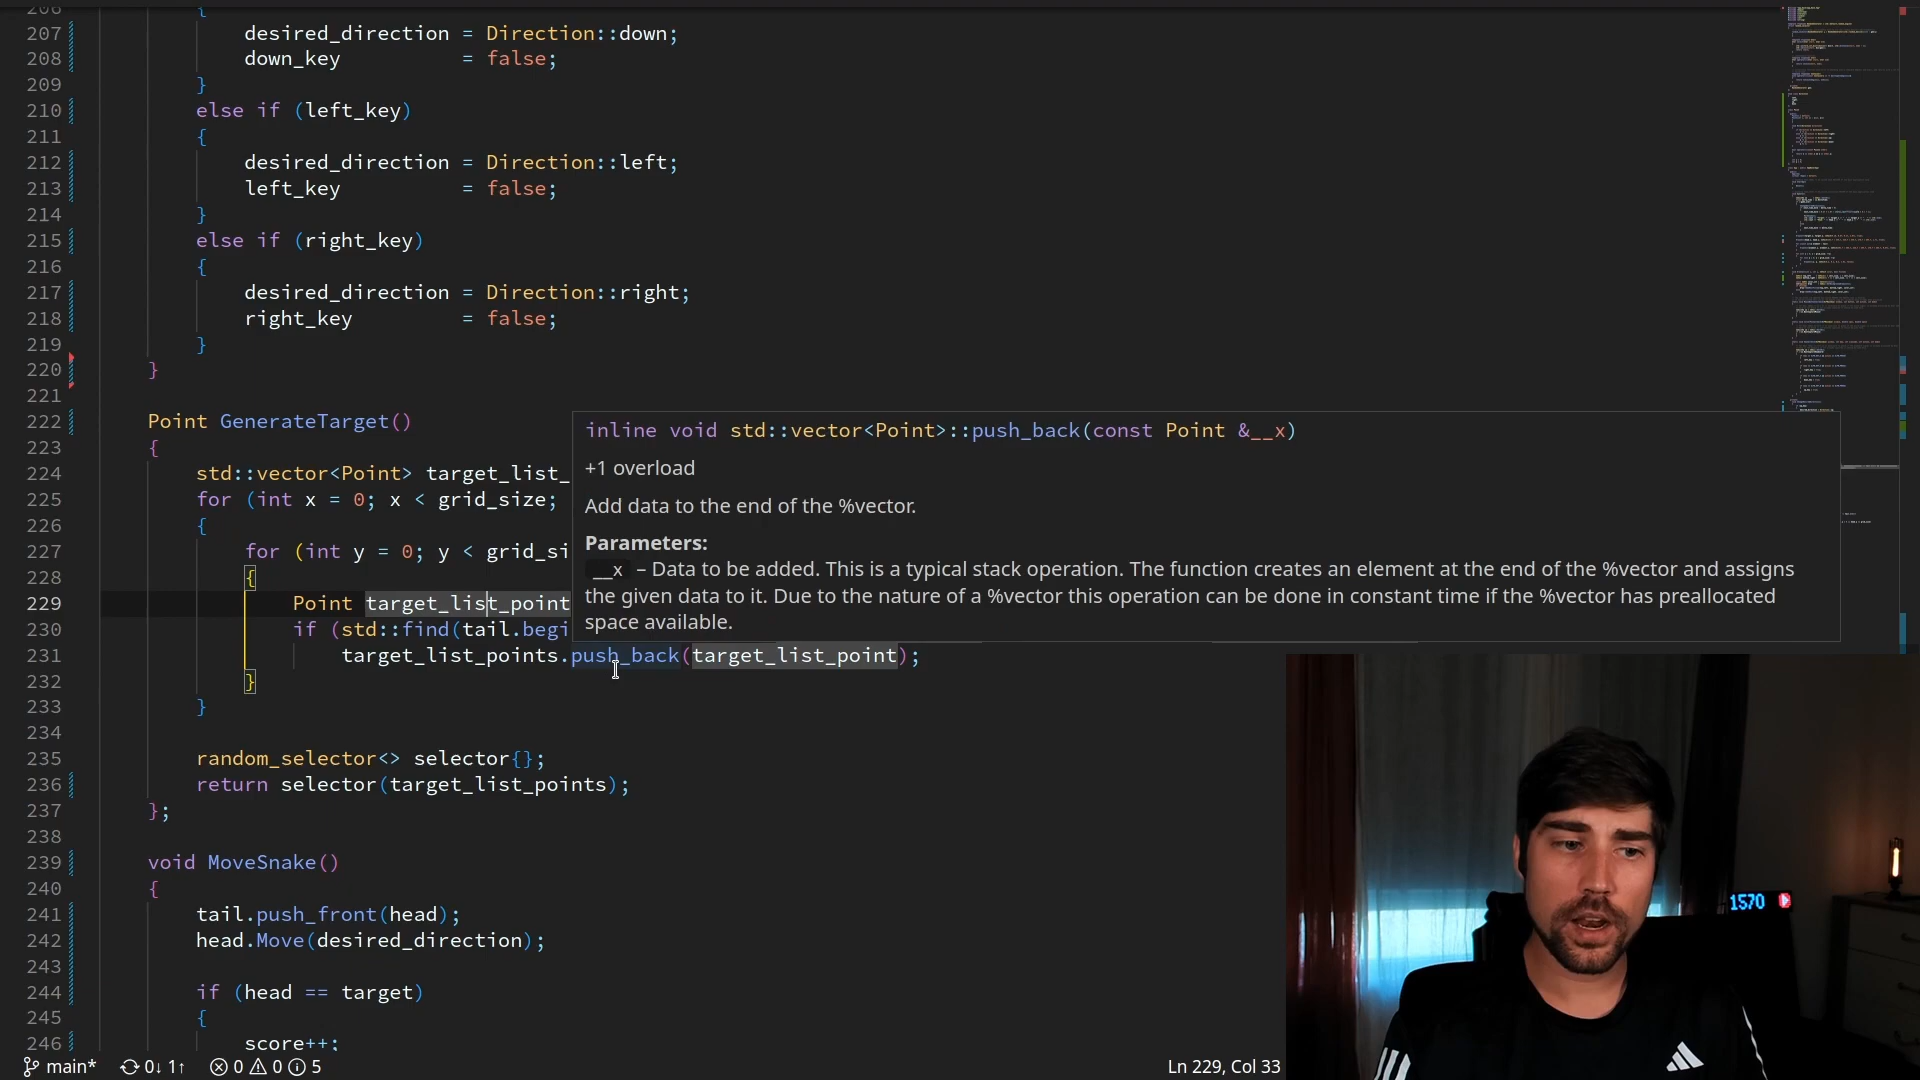 206 {
207 desired_direction = Direction::down;
208 down_key = false;
209 }
210 else if (left_key)
211 {
212 desired_direction = Direction::left;
213 left_key = false;
214 }
215 else if (right_key)
216 {
217 desired_direction = Direction::right;
218 right_key = false;
219 }
220 }
221
222 Point GenerateTarget()
223 {
224 std::vector<Point> target_list_
225 for (int x = 0; x < grid_size;
226 {
227 for (int y = 0; y < grid_si
228 {
229 Point target_list_point
230 if (std::find(tail.begi
231 target_list_points.push_back(target_list_point);
232 }
233 }
234
235 random_selector<> selector{};
236 return selector(target_list_points);
237 };
238
239 void MoveSnake()
240 {
241 tail.push_front(head);
242 head.Move(desired_direction);
243
244 if (head == target)
245 {
246 score++;
inline void std::vector<Point>::push_back(const Point &__x)
+1 overload
Add data to the end of the %vector.
Parameters:
__x – Data to be added. This is a typical stack operation. The function creates an element at the end of the %vector and assigns
the given data to it. Due to the nature of a %vector this operation can be done in constant time if the %vector has preallocated
space available.
1570
main* 0↓ 1↑ 0 0 5
Ln 229, Col 33